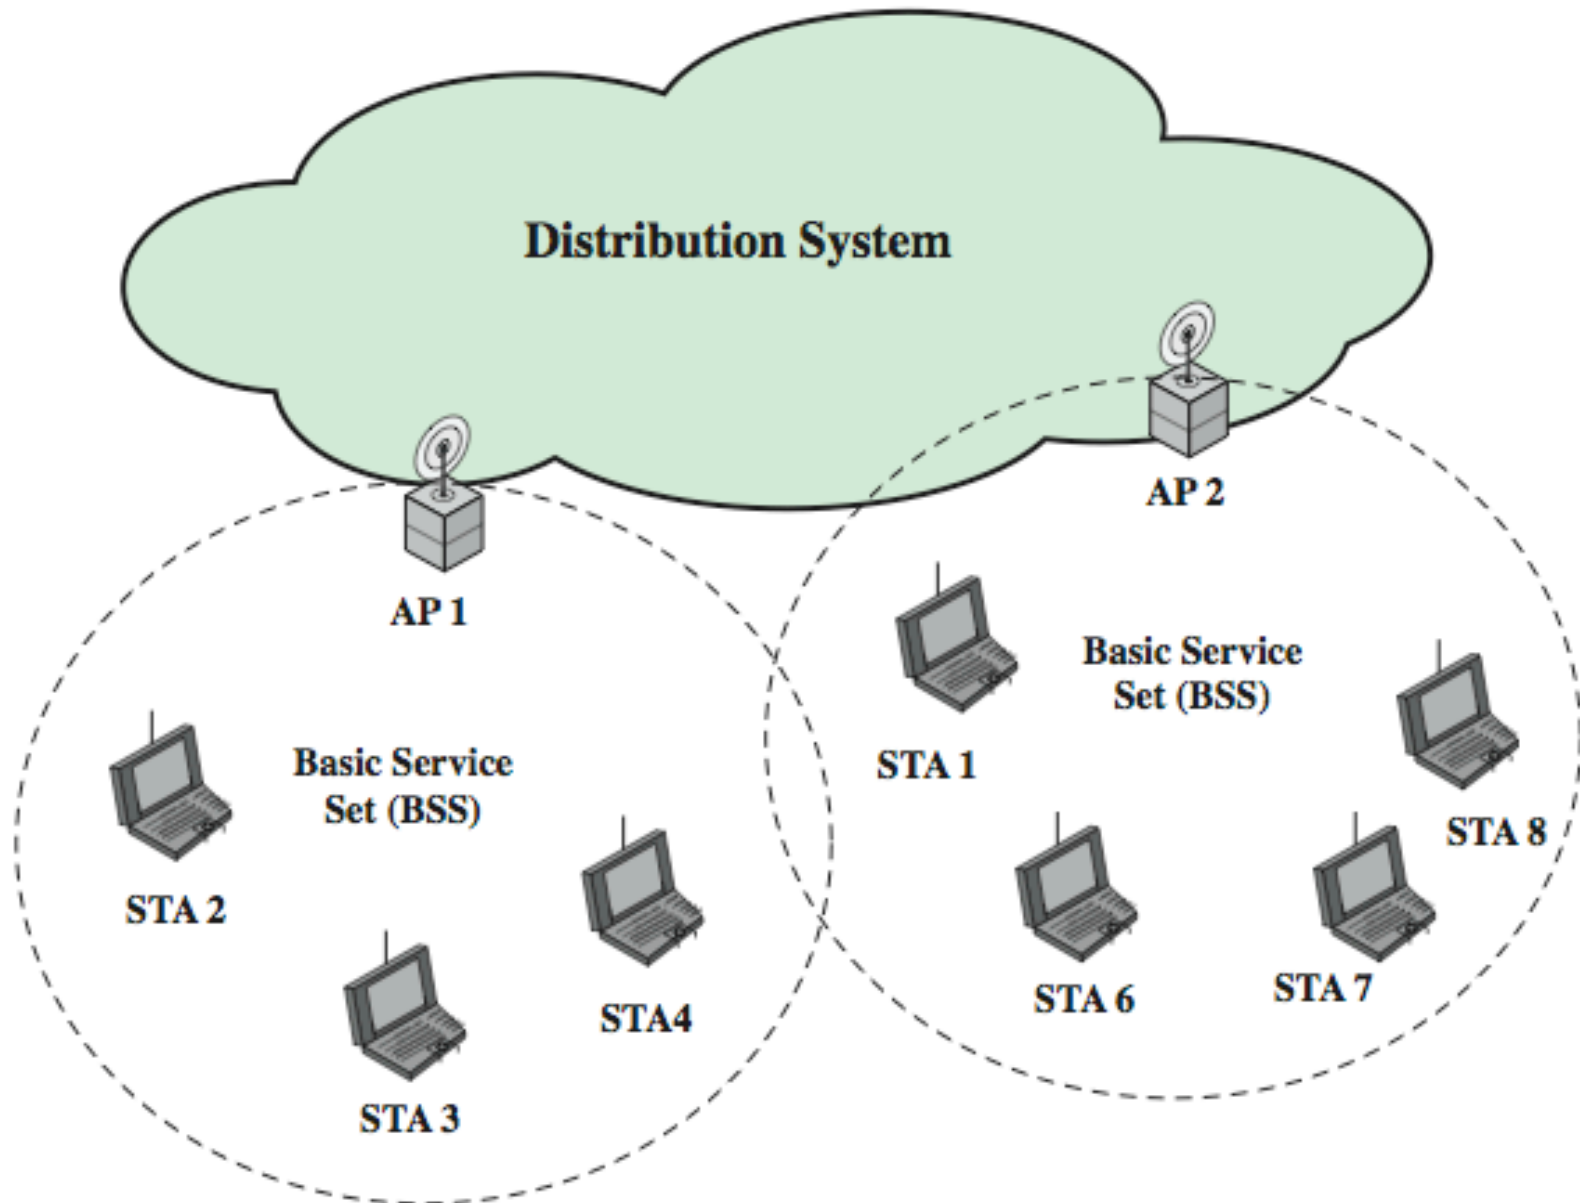 Distribution System
AP 2
AP 1
Basic Service
Set (BSS)
STA 1
Basic Service
Set (BSS)
STA 8
STA 2
STA 6
STA 7
STA4
STA 3